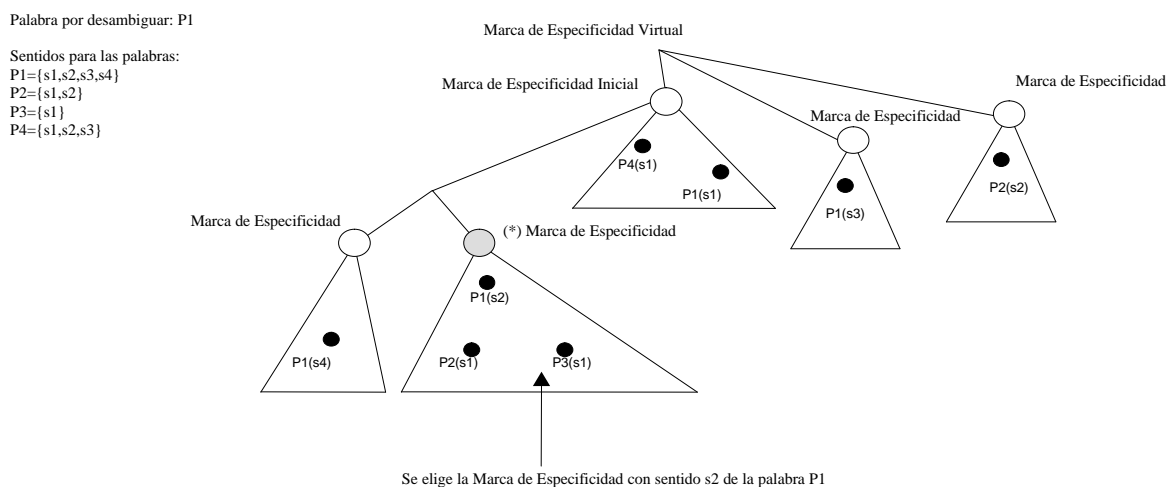 Palabra por desambiguar: P1
Sentidos para las palabras:
P1={s1,s2,s3,s4}
P2={s1,s2}
P3={s1}
P4={s1,s2,s3}
Marca de Especificidad Virtual
Marca de Especificidad Inicial
Marca de Especificidad
Marca de Especificidad
P4(s1)
P1(s1)
P1(s3)
P2(s2)
Marca de Especificidad
(*) Marca de Especificidad
P1(s2)
P1(s4)
P2(s1)
P3(s1)
Se elige la Marca de Especificidad con sentido s2 de la palabra P1